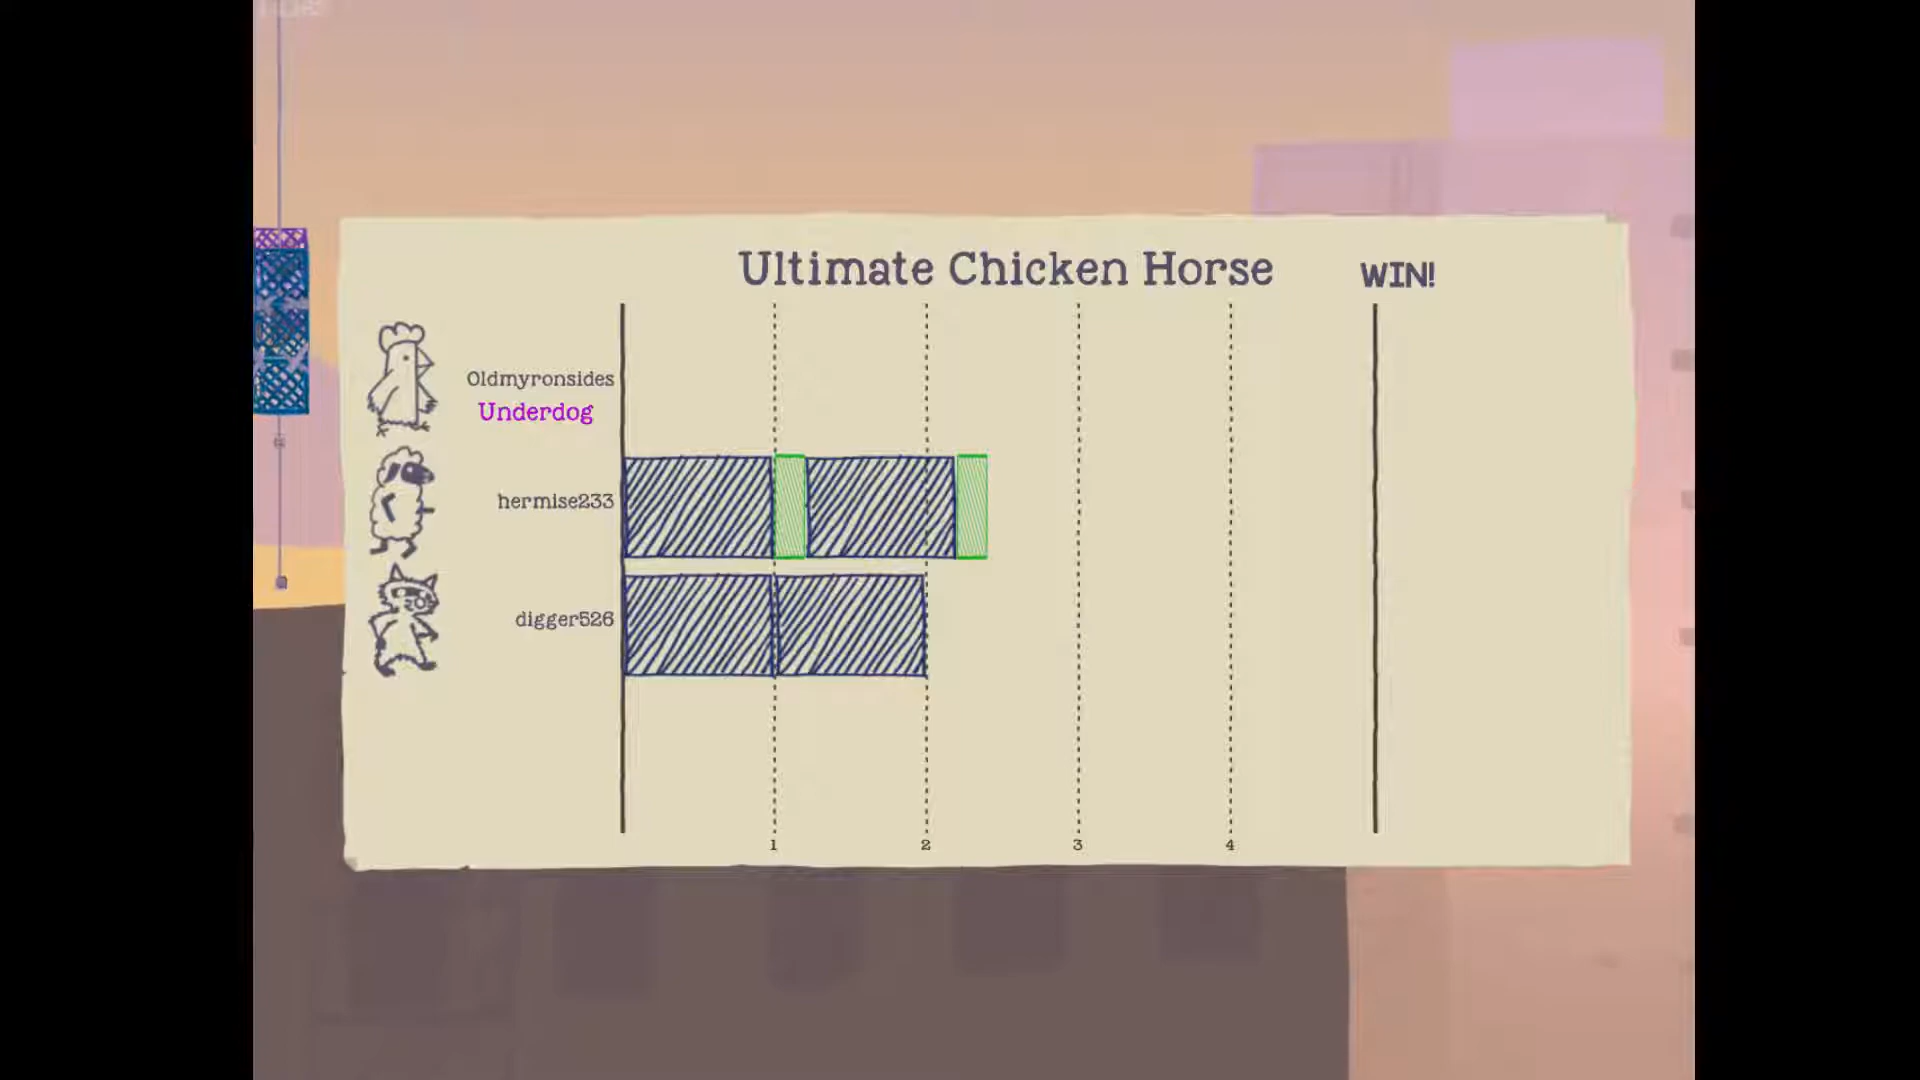 Ultimate Chicken Horse
WIN!
Oldmyronsides
Underdog
hermise233
digger526
1 2 3 4